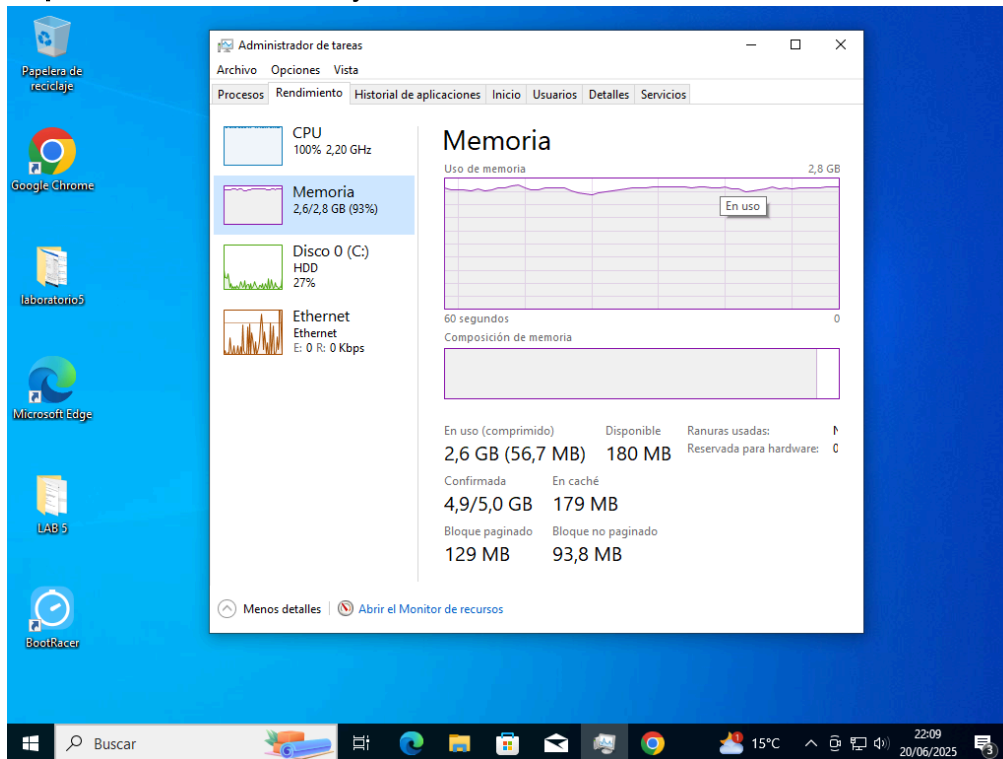 Papelera de
reciclaje
Google Chrome
laboratorio5
Microsoft Edge
LAB 5
BootRacer
Administrador de tareas
Archivo Opciones Vista
Procesos Rendimiento Historial de aplicaciones Inicio Usuarios Detalles Servicios
CPU
100% 2,20 GHz
Memoria
2,6/2,8 GB (93%)
Disco 0 (C:)
HDD
27%
Ethernet
Ethernet
E: 0 R: 0 Kbps
Memoria
Uso de memoria 2,8 GB
En uso
60 segundos 0
Composición de memoria
En uso (comprimido) Disponible Ranuras usadas: N
2,6 GB (56,7 MB) 180 MB Reservada para hardware: 0
Confirmada En caché
4,9/5,0 GB 179 MB
Bloque paginado Bloque no paginado
129 MB 93,8 MB
Menos detalles Abrir el Monitor de recursos
Buscar
15°C
22:09
20/06/2025
3